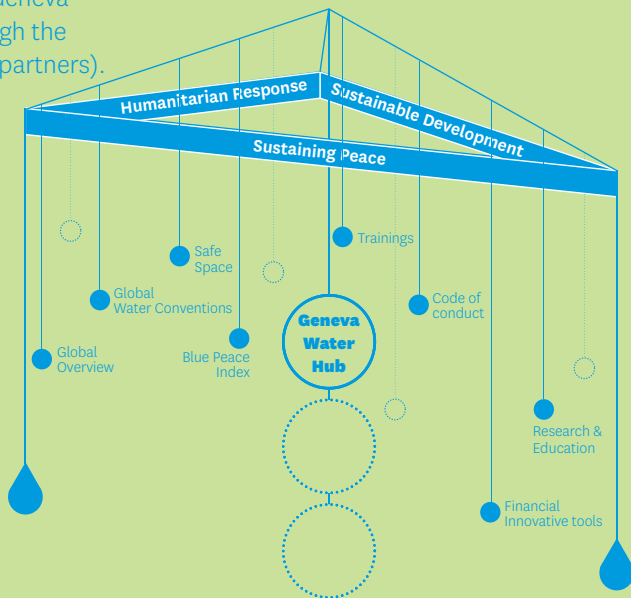 Geneva
gh the
partners).
Humanitarian Response
Sustainable Development
Sustaining Peace
Trainings
Safe
Space
Global
Water Conventions
Code of
conduct
Geneva
Water
Hub
Blue Peace
Index
Global
Overview
Research &
Education
Financial
Innovative tools